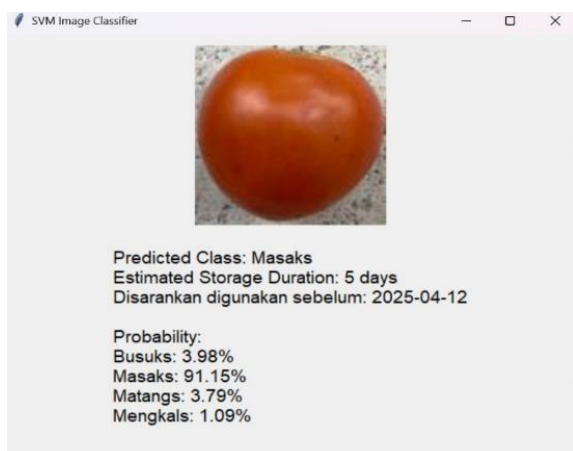 SVM Image Classifier
Predicted Class: Masaks
Estimated Storage Duration: 5 days
Disarankan digunakan sebelum: 2025-04-12
Probability:
Busuks: 3.98%
Masaks: 91.15%
Matangs: 3.79%
Mengkals: 1.09%